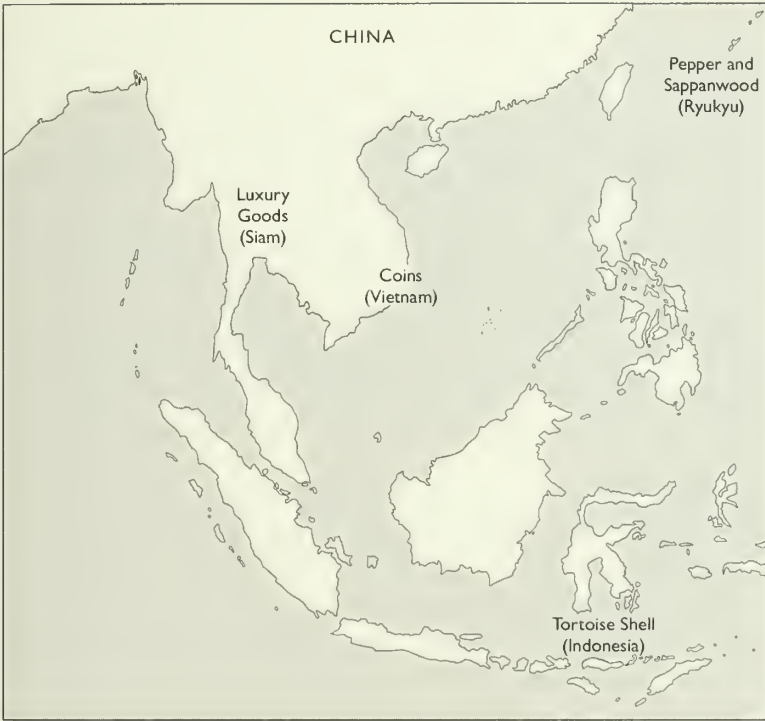 CHINA
Pepper and
Sappanwood
(Ryukyu)
Luxury
Goods
(Siam)
Coins
(Vietnam)
Tortoise Shell
(Indonesia)